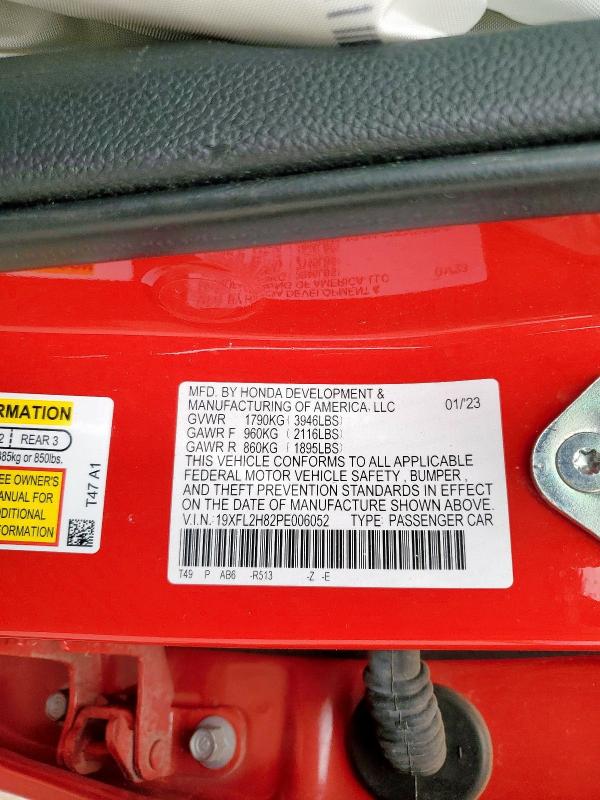 MFD. BY HONDA DEVELOPMENT &
MANUFACTURING OF AMERICA, LLC 01/'23
GVWR 1790KG(3946LBS)
GAWR F 960KG(2116LBS)
GAWR R 860KG(1895LBS)
THIS VEHICLE CONFORMS TO ALL APPLICABLE
FEDERAL MOTOR VEHICLE SAFETY, BUMPER,
AND THEFT PREVENTION STANDARDS IN EFFECT
ON THE DATE OF MANUFACTURE SHOWN ABOVE.
V.I.N.:19XFL2H82PE006052 TYPE: PASSENGER CAR
T49 P AB6 -R513 -Z -E
RMATION
2 REAR 3
385kg or 850lbs.
EE OWNER'S
ANUAL FOR
DDITIONAL
FORMATION
T47 A1